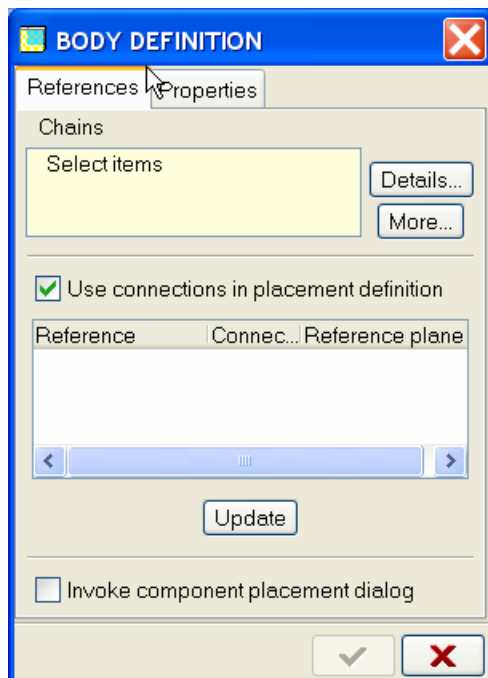 BODY DEFINITION
References Properties
Chains
Select items
Details...
More...
Use connections in placement definition
Reference Connec... Reference plane
Update
Invoke component placement dialog